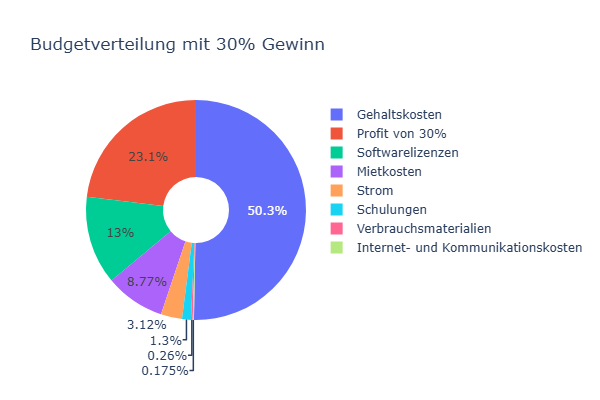 Budgetverteilung mit 30% Gewinn
Gehaltskosten
Profit von 30%
Softwarelizenzen
Mietkosten
Strom
Schulungen
Verbrauchsmaterialien
Internet- und Kommunikationskosten
50.3%
23.1%
13%
8.77%
3.12%
1.3%
0.26%
0.175%